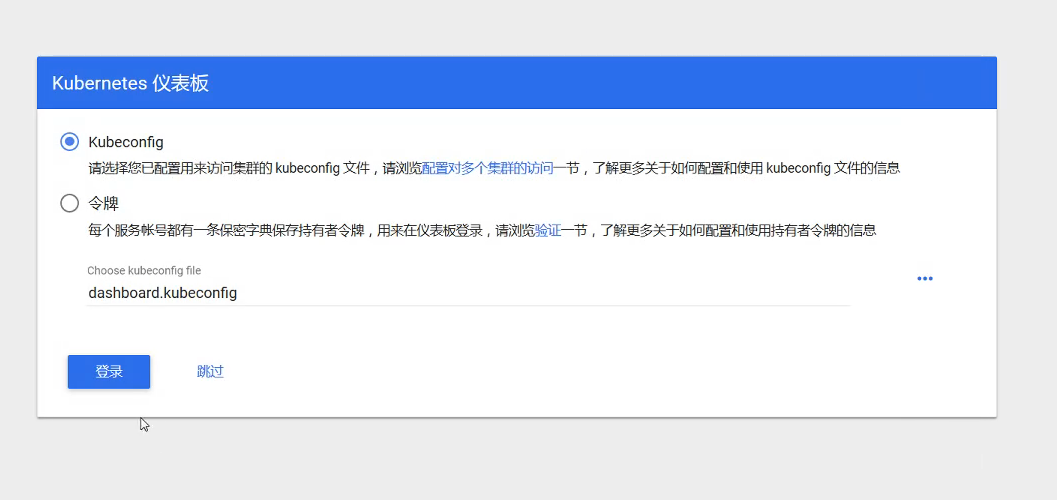 Kubernetes 仪表板
Kubeconfig
请选择您已配置用来访问集群的 kubeconfig 文件，请浏览配置对多个集群的访问一节，了解更多关于如何配置和使用 kubeconfig 文件的信息
令牌
每个服务帐号都有一条保密字典保存持有者令牌，用来在仪表板登录，请浏览验证一节，了解更多关于如何配置和使用持有者令牌的信息
Choose kubeconfig file
dashboard.kubeconfig
登录 跳过